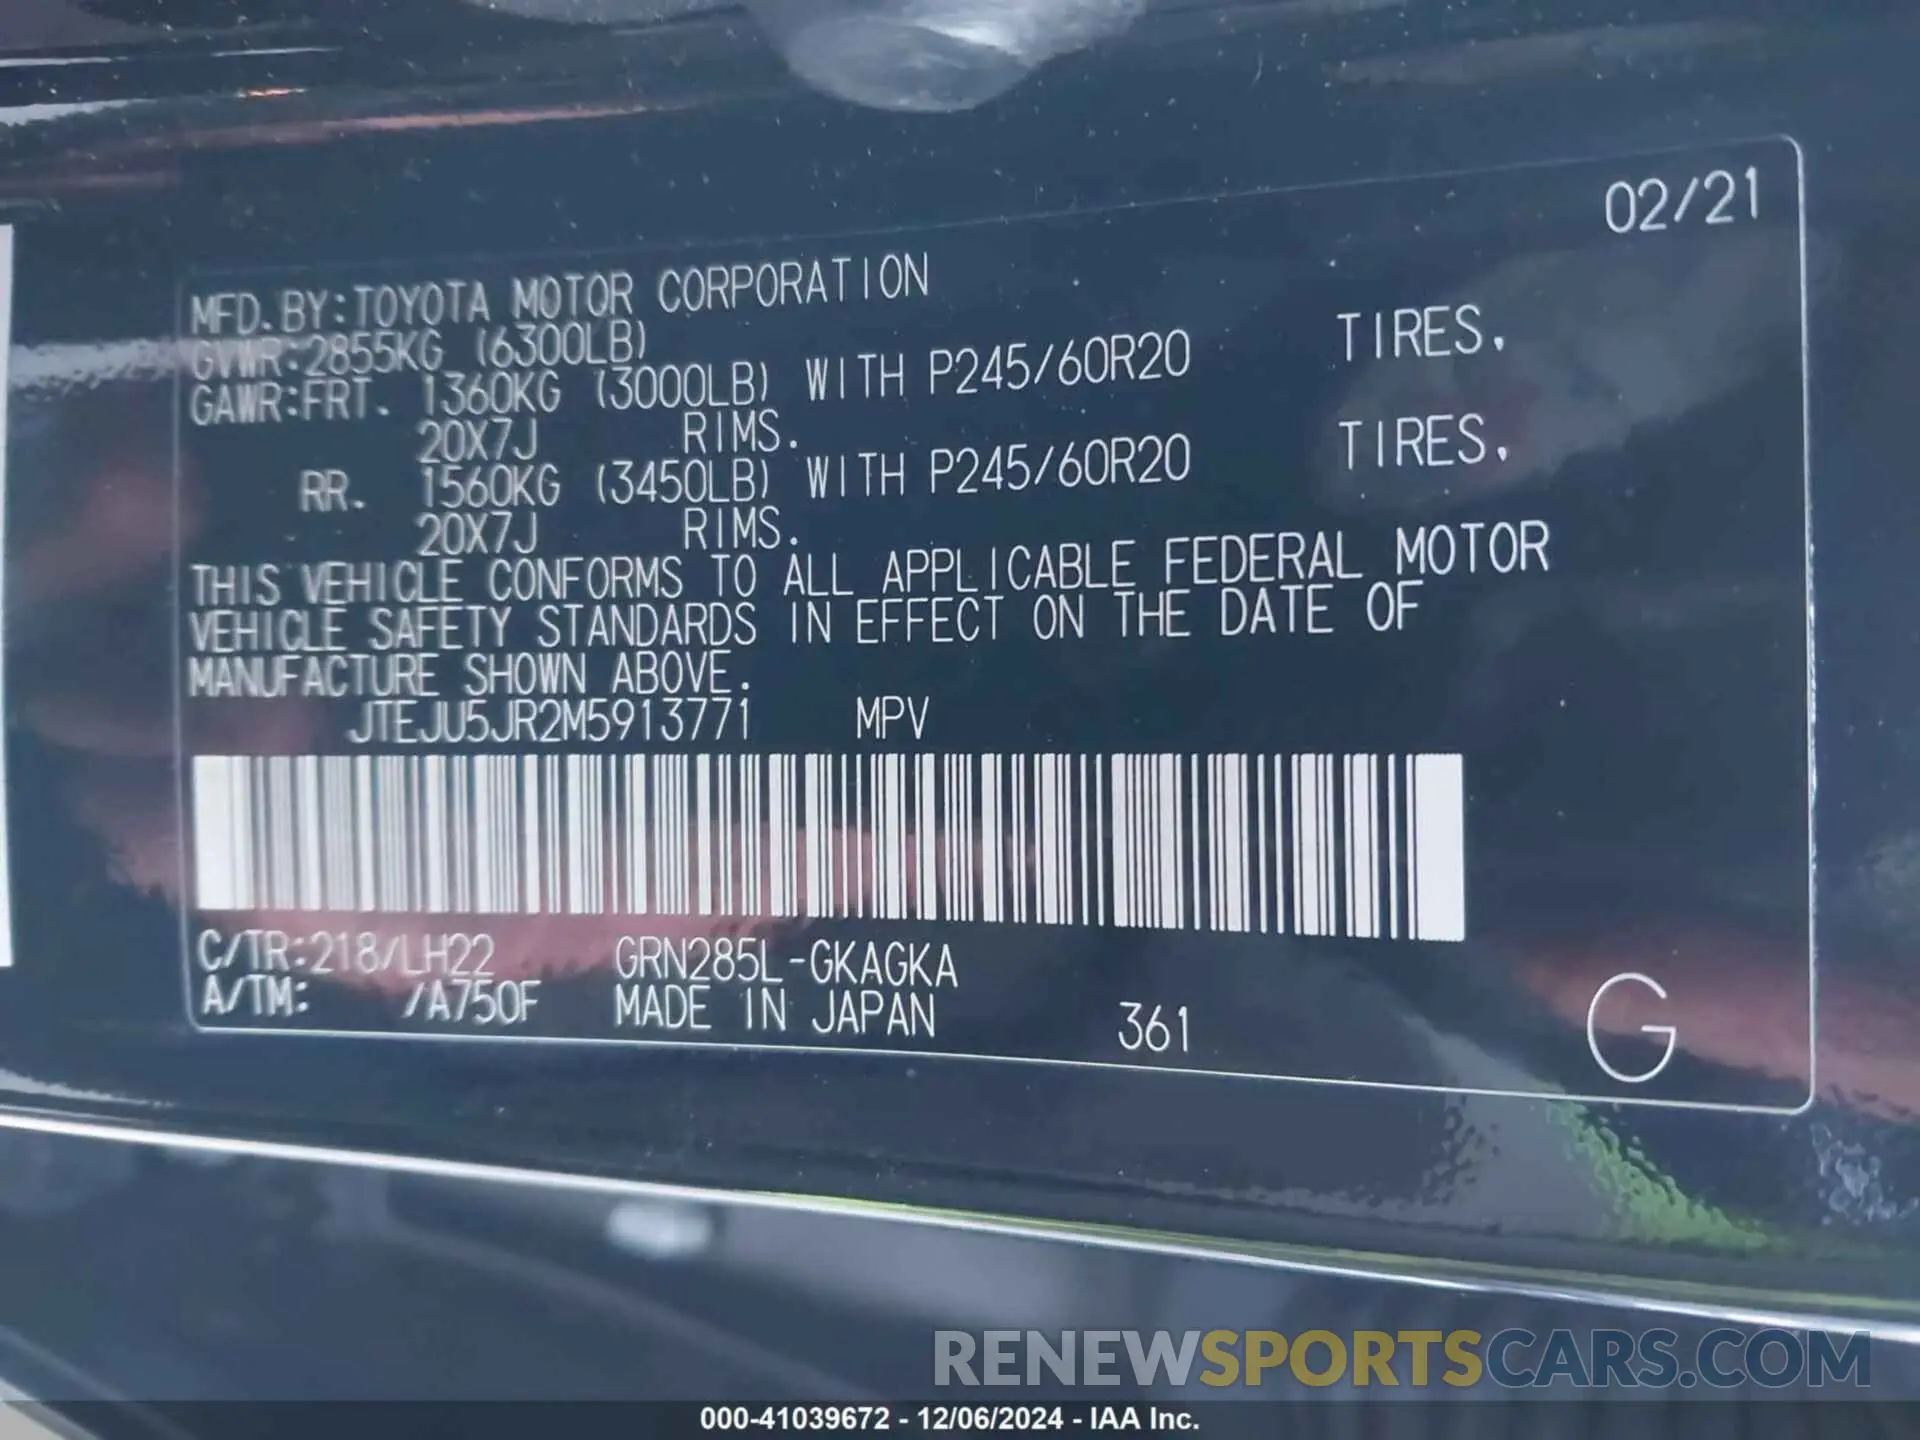 02/21
MFD.BY:TOYOTA MOTOR CORPORATION
GVWR:2855KG (6300LB)
GAWR:FRT. 1360KG (3000LB) WITH P245/60R20 TIRES,
20X7J RIMS.
RR. 1560KG (3450LB) WITH P245/60R20 TIRES,
20X7J RIMS.
THIS VEHICLE CONFORMS TO ALL APPLICABLE FEDERAL MOTOR
VEHICLE SAFETY STANDARDS IN EFFECT ON THE DATE OF
MANUFACTURE SHOWN ABOVE.
JTEJU5JR2M5913771 MPV
C/TR:218/LH22 GRN285L-GKAGKA
A/TM: /A750F MADE IN JAPAN 361 G
RENEWSPORTSCARS.COM
000-41039672 - 12/06/2024 - IAA Inc.